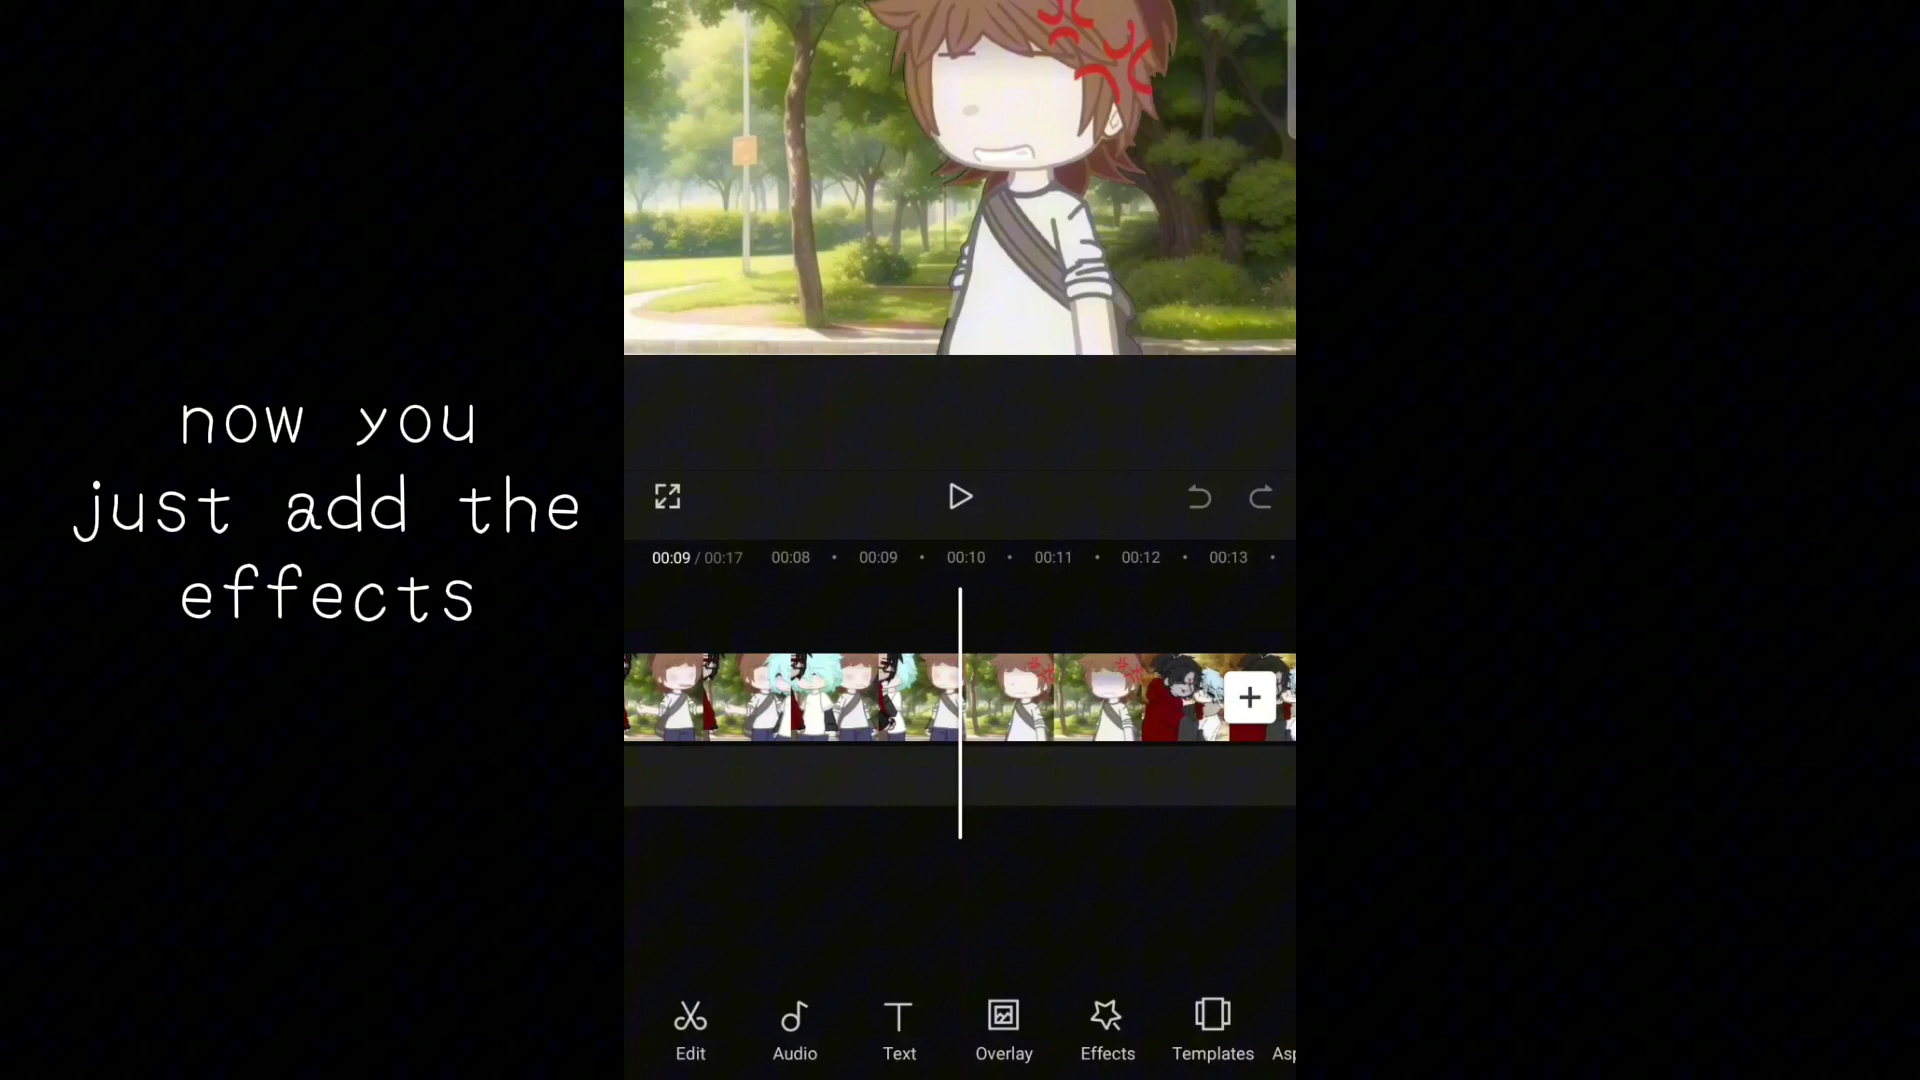 now you
just add the
effects
00:09 / 00:17 00:08 00:09 00:10 00:11 00:12 00:13
Edit Audio Text Overlay Effects Templates Asp